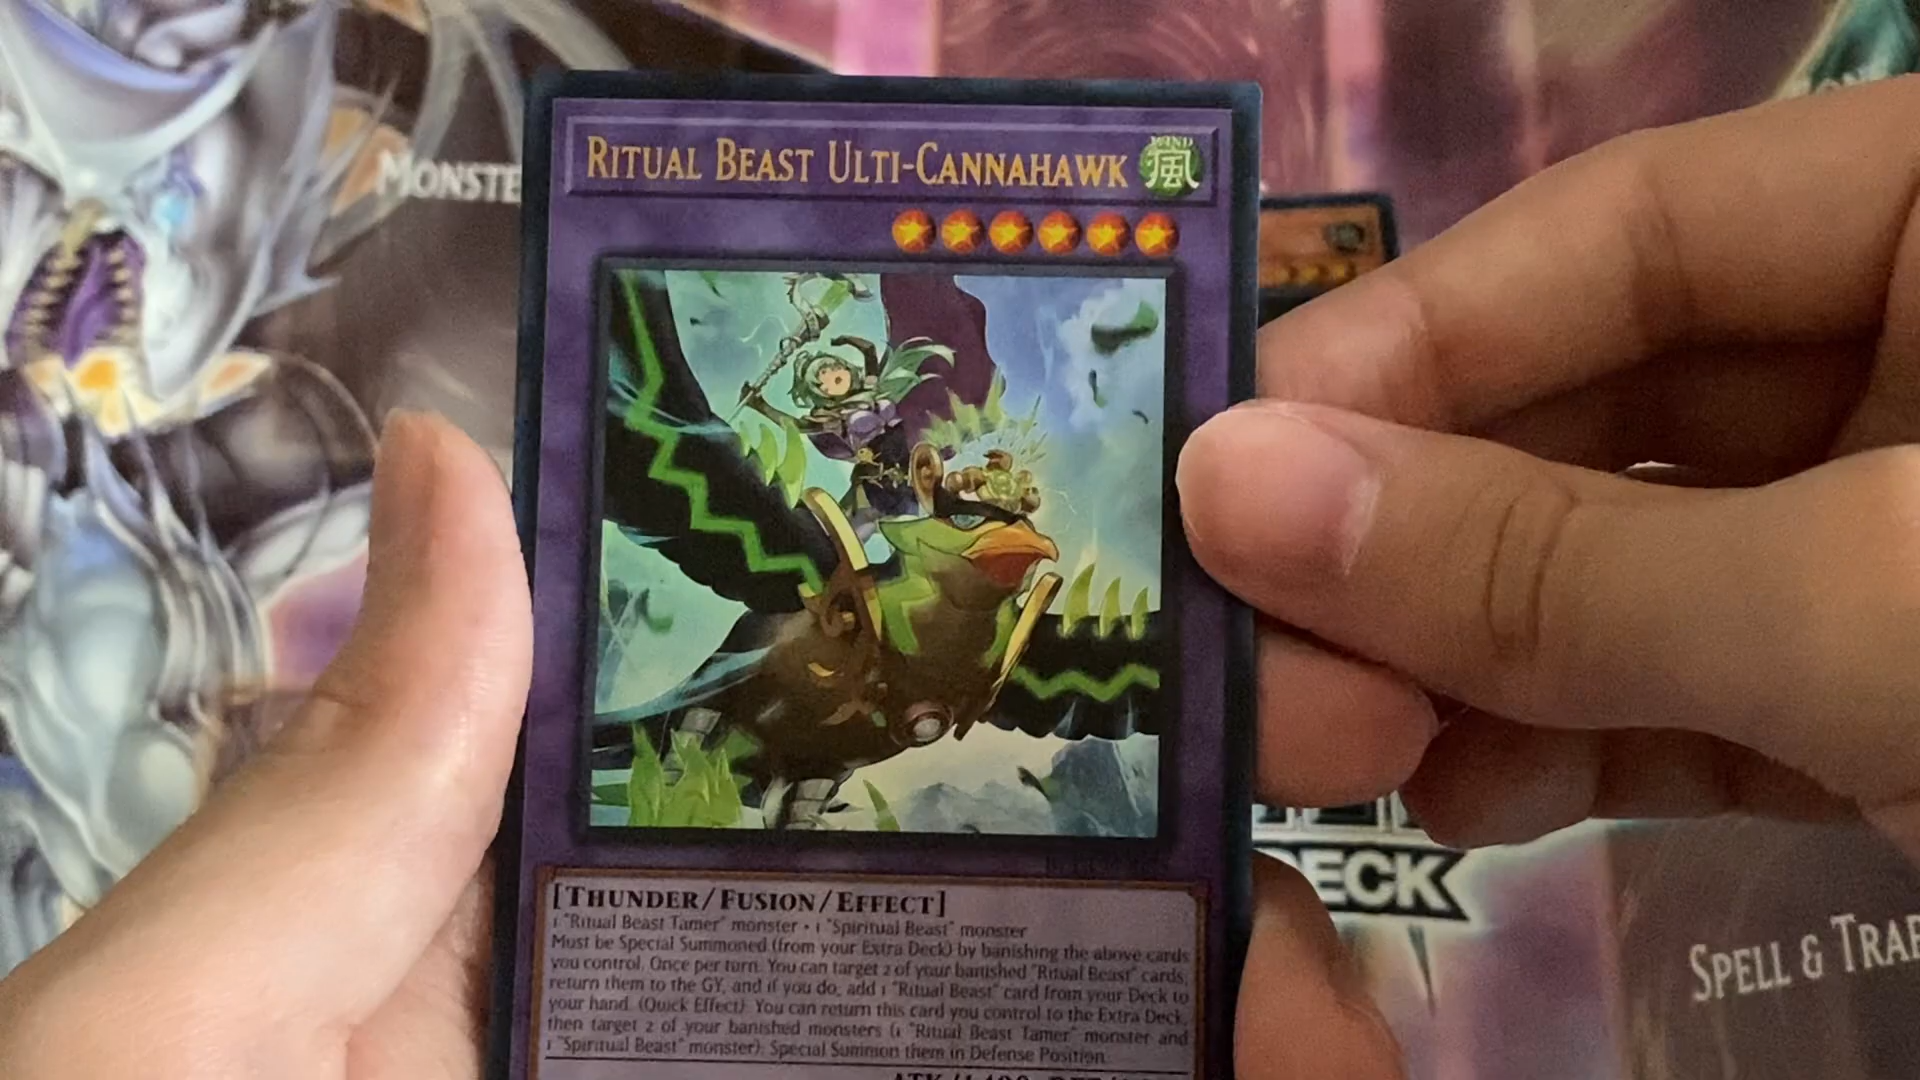 MONSTE
RITUAL BEAST ULTI-CANNAHAWK
WIND
風
[THUNDER/FUSION/EFFECT]
1 "Ritual Beast Tamer" monster + 1 "Spiritual Beast" monster
Must be Special Summoned (from your Extra Deck) by banishing the above cards
you control. Once per turn: You can target 2 of your banished "Ritual Beast" cards;
return them to the GY, and if you do, add 1 "Ritual Beast" card from your Deck to
your hand. (Quick Effect): You can return this card you control to the Extra Deck,
then target 2 of your banished monsters (1 "Ritual Beast Tamer" monster and
1 "Spiritual Beast" monster); Special Summon them in Defense Position.
ATK/1400
ECK
SPELL & TRAP